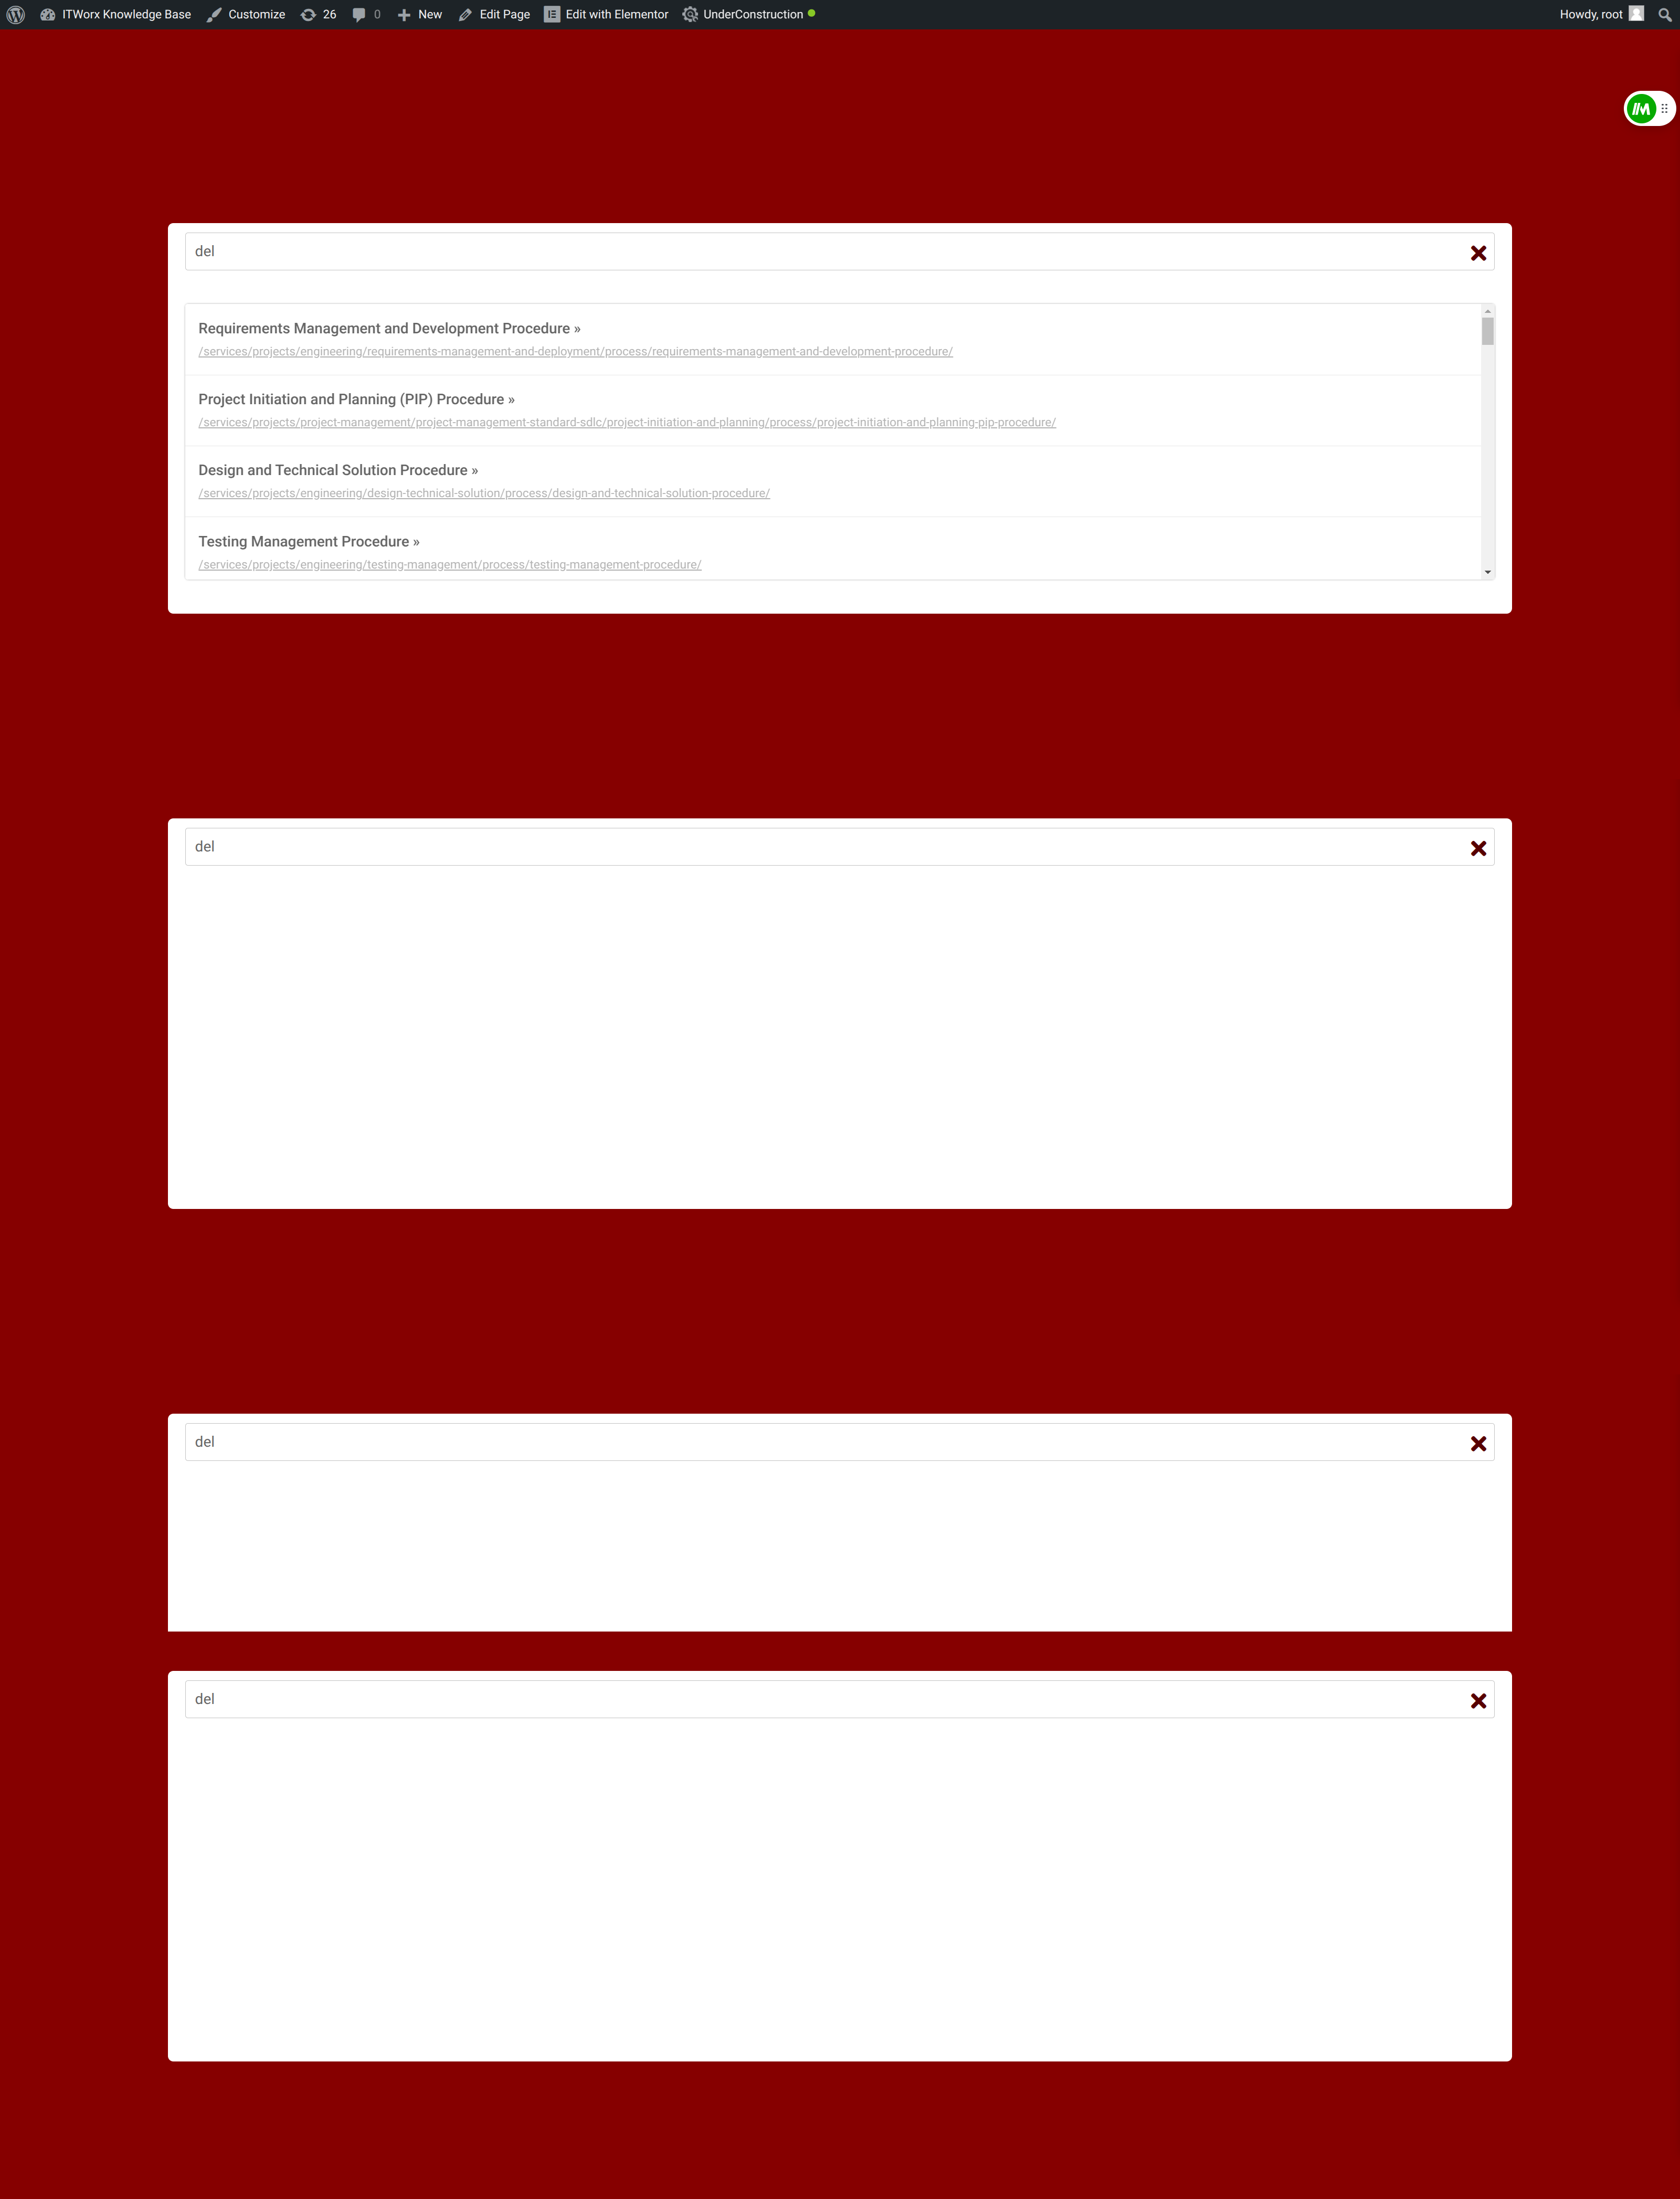 ITWorx Knowledge Base Customize 26 0 New Edit Page Edit with Elementor UnderConstruction Howdy, root
del
Requirements Management and Development Procedure »
/services/projects/engineering/requirements-management-and-deployment/process/requirements-management-and-development-procedure/
Project Initiation and Planning (PIP) Procedure »
/services/projects/project-management/project-management-standard-sdlc/project-initiation-and-planning/process/project-initiation-and-planning-pip-procedure/
Design and Technical Solution Procedure »
/services/projects/engineering/design-technical-solution/process/design-and-technical-solution-procedure/
Testing Management Procedure »
/services/projects/engineering/testing-management/process/testing-management-procedure/
del
del
del